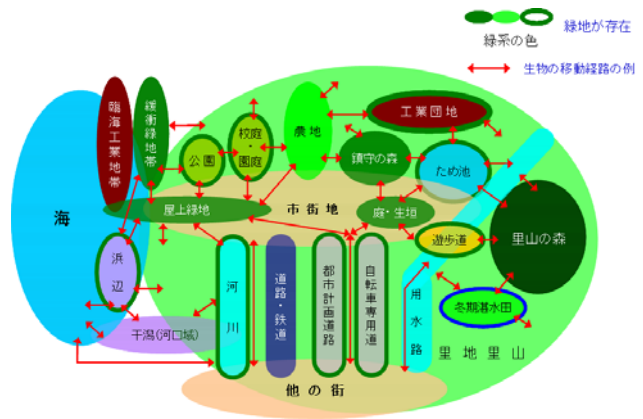 緑地が存在
緑系の色
生物の移動経路の例
臨海工業地帯
緩衝緑地帯
公園
校庭・
園庭
農地
工業団地
鎮守の森
ため池
海
屋上緑地
市街地
庭・生垣
遊歩道
里山の森
浜辺
河川
道路・鉄道
都市計画道路
自転車専用道
用水路
冬期湛水田
干潟(河口域)
里地里山
他の街